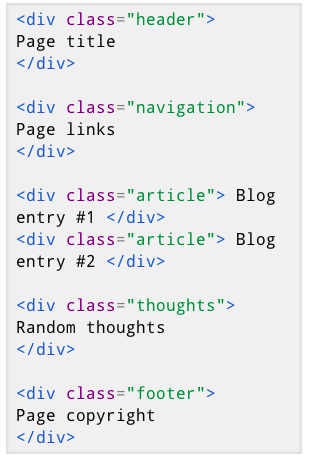 <div class="header">
Page title
</div>
<div class="navigation">
Page links
</div>
<div class="article"> Blog
entry #1 </div>
<div class="article"> Blog
entry #2 </div>
<div class="thoughts">
Random thoughts
</div>
<div class="footer">
Page copyright
</div>